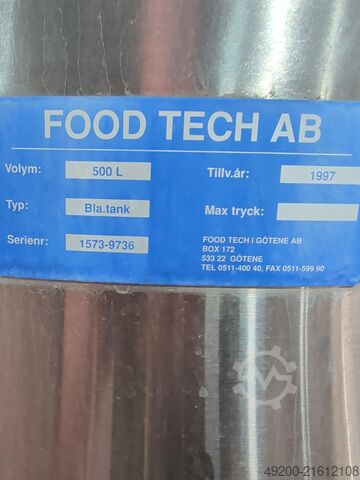 FOOD TECH AB
Volym: 500 L Tillv.år: 1997
Typ: Bla.tank Max tryck:
Serienr: 1573-9736
FOOD TECH I GÖTENE AB
BOX 172
533 22 GÖTENE
TEL 0511-400 40, FAX 0511-599 90
49200-21612108